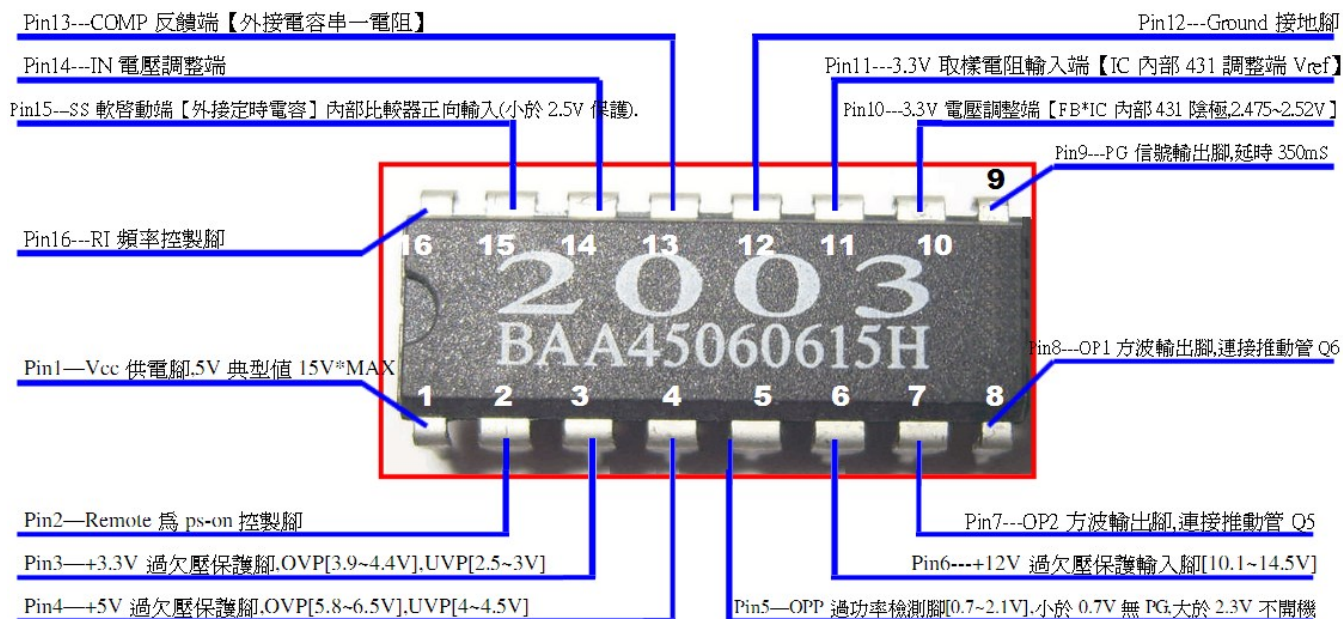 Pin13---COMP 反饋端【外接電容串一電阻】
Pin12---Ground 接地腳
Pin14---IN 電壓調整端
Pin11---3.3V 取樣電阻輸入端【IC 內部 431 調整端 Vref】
Pin15---SS 軟啓動端【外接定時電容】內部比較器正向輸入(小於 2.5V 保護).
Pin10---3.3V 電壓調整端【FB*IC 內部 431 陰極,2.475~2.52V】
Pin9---PG 信號輸出腳,延時 350mS
9
Pin16---RI 頻率控製腳
16 15 14 13 12 11 10
2003
BAA45060615H
Pin8---OP1 方波輸出腳,連接推動管 Q6
Pin1—Vcc 供電腳,5V 典型値 15V*MAX
1 2 3 4 5 6 7 8
Pin2—Remote 爲 ps-on 控製腳
Pin7---OP2 方波輸出腳,連接推動管 Q5
Pin3—+3.3V 過欠壓保護腳,OVP[3.9~4.4V],UVP[2.5~3V]
Pin6---+12V 過欠壓保護輸入腳[10.1~14.5V]
Pin4—+5V 過欠壓保護腳,OVP[5.8~6.5V],UVP[4~4.5V]
Pin5—OPP 過功率檢測腳[0.7~2.1V],小於 0.7V 無 PG,大於 2.3V 不開機